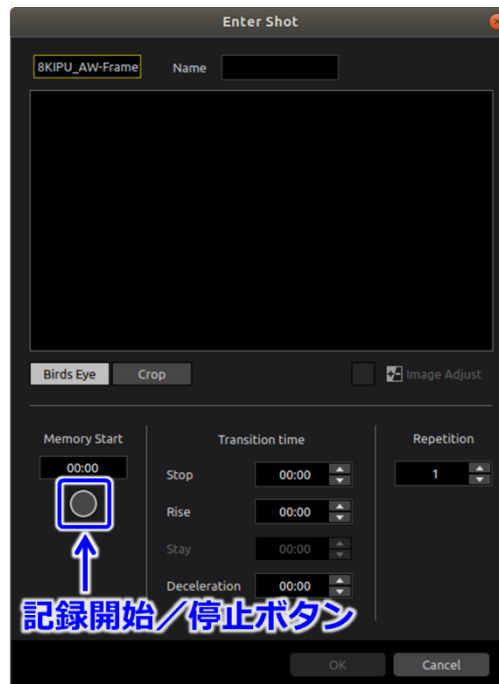 Enter Shot
8KIPU_AW-Frame Name
Birds Eye Crop Image Adjust
Memory Start Transition time Repetition
00:00 Stop 00:00 1
Rise 00:00
Stay 00:00
Deceleration 00:00
記録開始／停止ボタン
OK Cancel